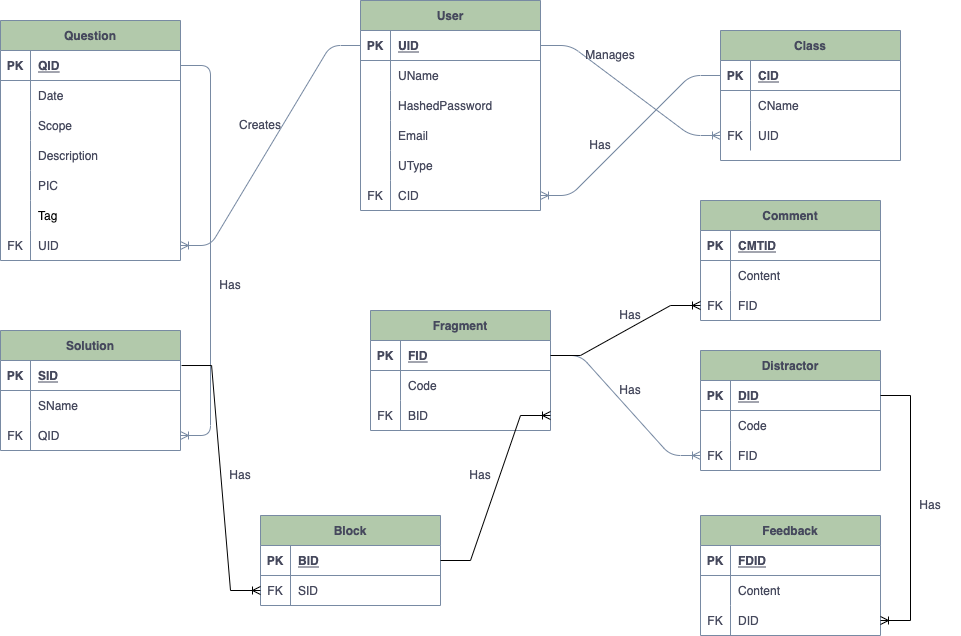 Question
PK QID
Date
Scope
Description
PIC
Tag
FK UID
Creates
User
PK UID
UName
HashedPassword
Email
UType
FK CID
Manages
Has
Class
PK CID
CName
FK UID
Has
Solution
PK SID
SName
FK QID
Has
Block
PK BID
FK SID
Has
Fragment
PK FID
Code
FK BID
Has
Has
Comment
PK CMTID
Content
FK FID
Distractor
PK DID
Code
FK FID
Has
Feedback
PK FDID
Content
FK DID